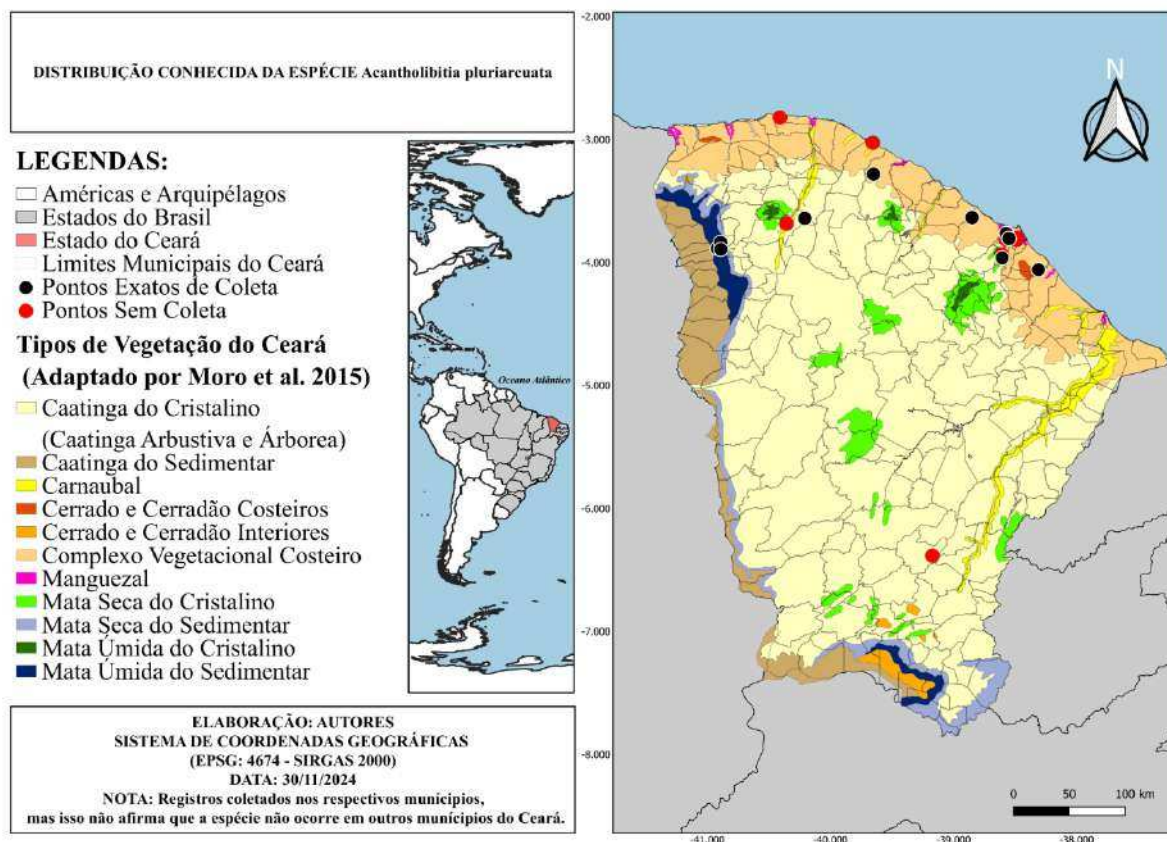 DISTRIBUIÇÃO CONHECIDA DA ESPÉCIE Acantholibitia pluriarcuata
LEGENDAS:
Américas e Arquipélagos
Estados do Brasil
Estado do Ceará
Limites Municipais do Ceará
Pontos Exatos de Coleta
Pontos Sem Coleta
Tipos de Vegetação do Ceará
(Adaptado por Moro et al. 2015)
Caatinga do Cristalino
(Caatinga Arbustiva e Árborea)
Caatinga do Sedimentar
Carnaubal
Cerrado e Cerradão Costeiros
Cerrado e Cerradão Interiores
Complexo Vegetacional Costeiro
Manguezal
Mata Seca do Cristalino
Mata Seca do Sedimentar
Mata Úmida do Cristalino
Mata Úmida do Sedimentar
Oceano Atlântico
ELABORAÇÃO: AUTORES
SISTEMA DE COORDENADAS GEOGRÁFICAS
(EPSG: 4674 - SIRGAS 2000)
DATA: 30/11/2024
NOTA: Registros coletados nos respectivos municípios,
mas isso não afirma que a espécie não ocorre em outros munícipios do Ceará.
-2.000
-3.000
-4.000
-5.000
-6.000
-7.000
-8.000
N
0 50 100 km
-41.000 -40.000 -39.000 -38.000